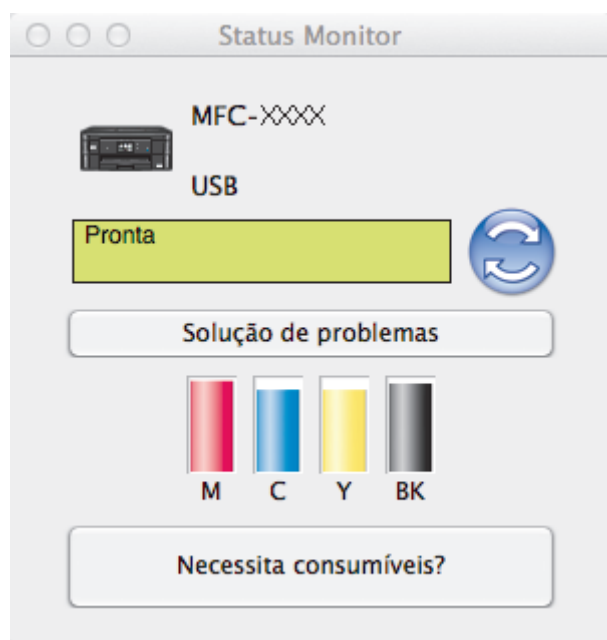 Status Monitor
MFC-XXXX
USB
Pronta
Solução de problemas
M C Y BK
Necessita consumíveis?